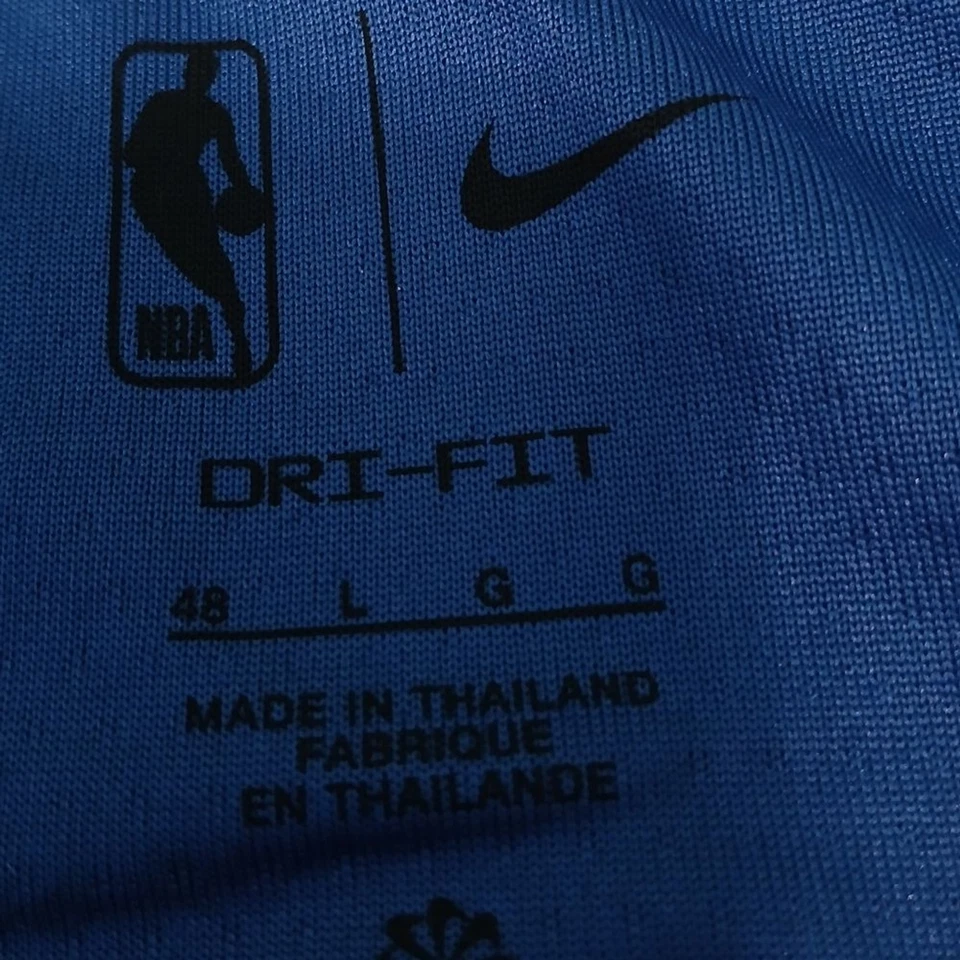 NBA
DRI-FIT
48 L G G
MADE IN THAILAND
FABRIQUE
EN THAILANDE